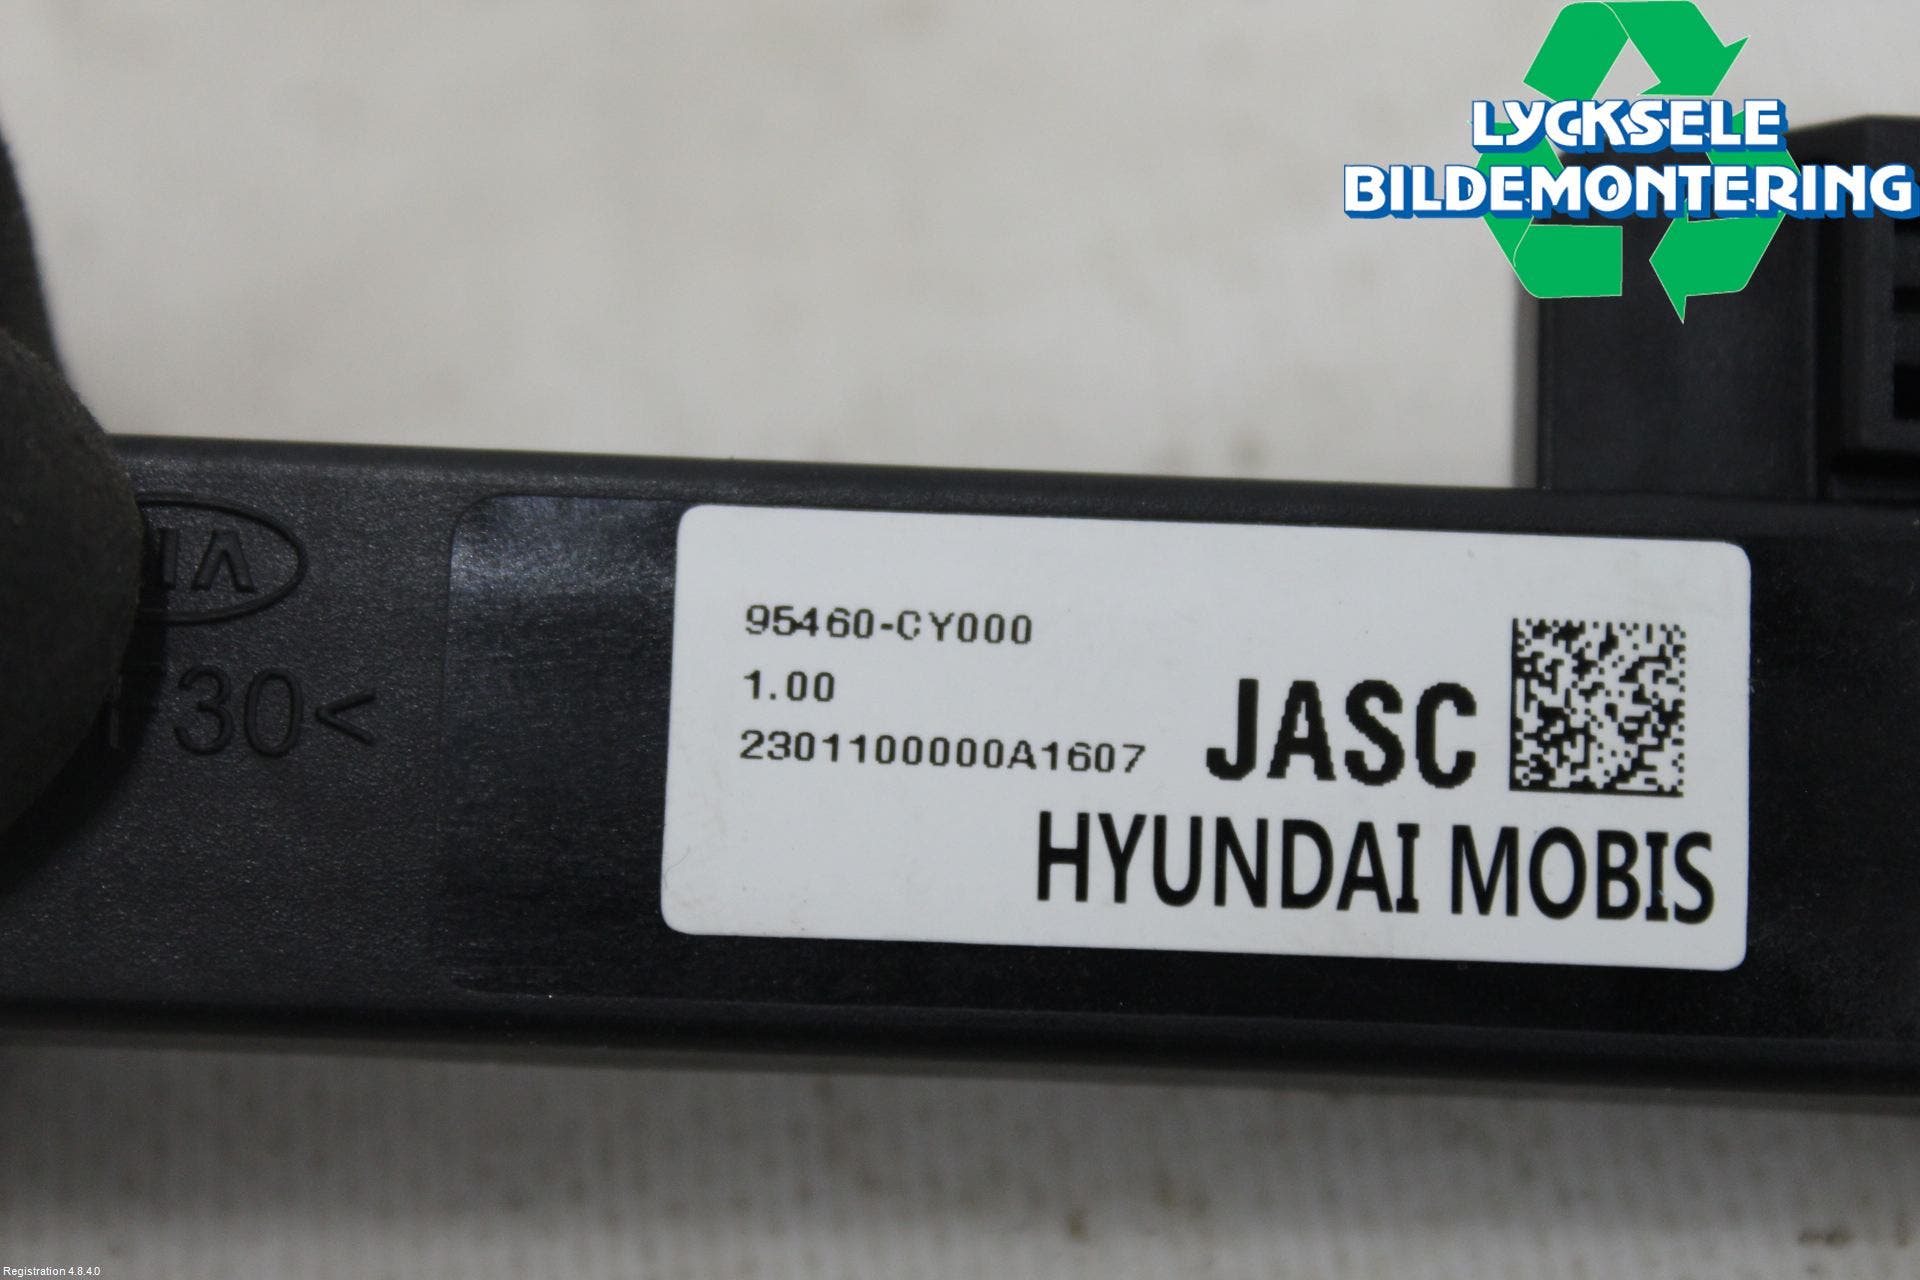 LYCKSELE
BILDEMONTERING
95460-CY000
1.00
2301100000A1607
JASC
HYUNDAI MOBIS
30<
Registration 4.8.4.0